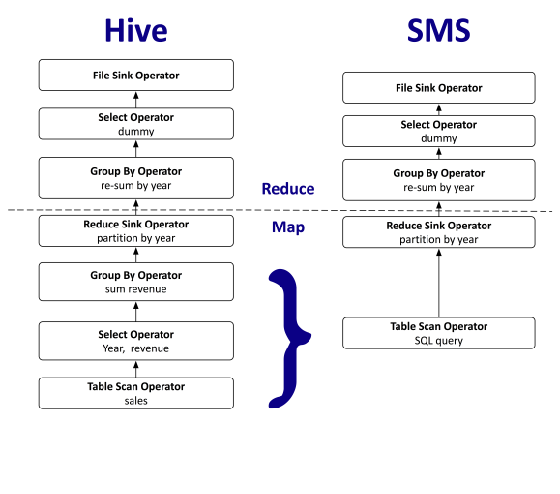 Hive
SMS
File Sink Operator
Select Operator
dummy
Group By Operator
re-sum by year
Reduce Sink Operator
partition by year
Group By Operator
sum revenue
Select Operator
Year, revenue
Table Scan Operator
sales
Reduce
Map
File Sink Operator
Select Operator
dummy
Group By Operator
re-sum by year
Reduce Sink Operator
partition by year
Table Scan Operator
SQL query